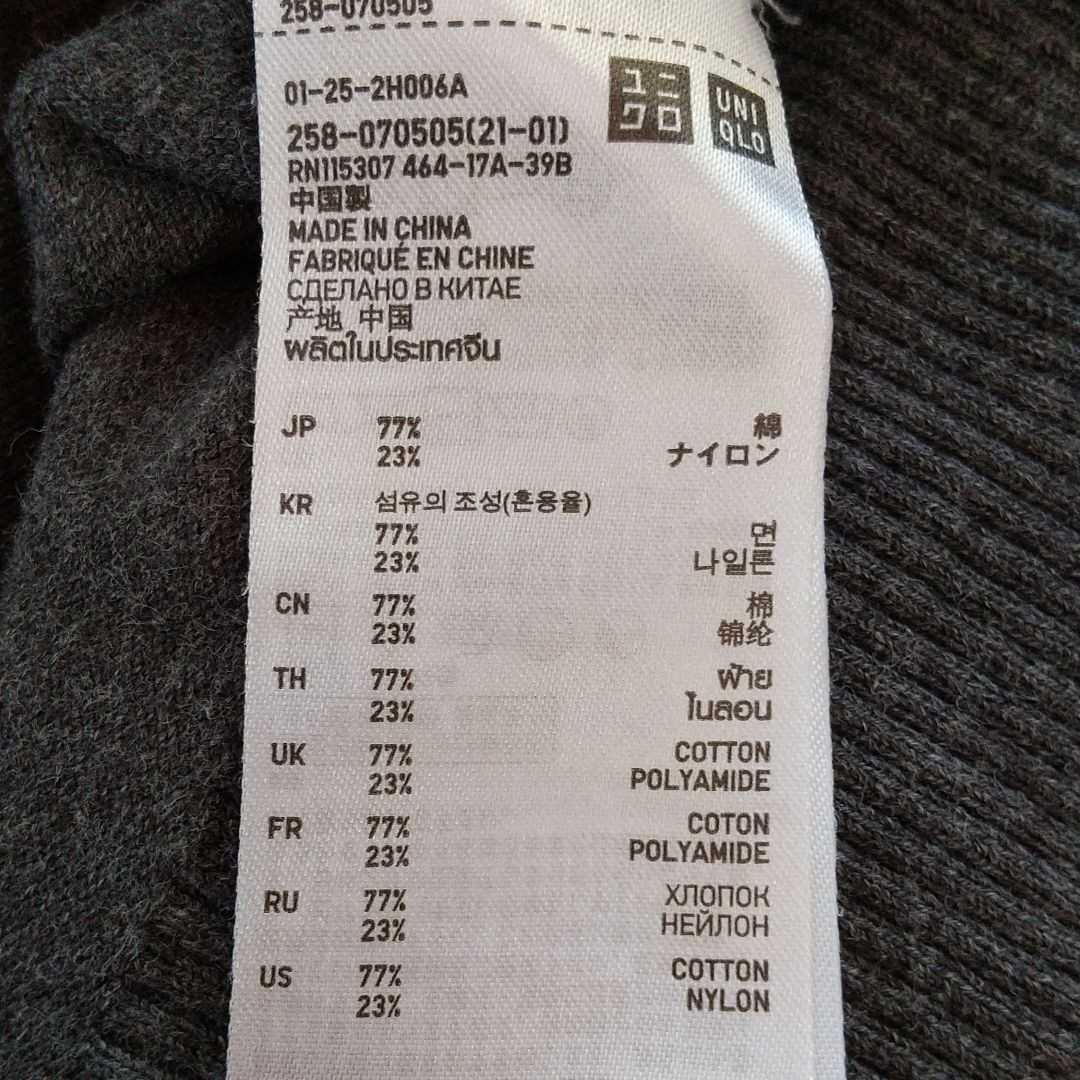 258-070505
01-25-2H006A
258-070505(21-01)
RN115307 464-17A-39B
ユニ
クロ
UNI
QLO
中国製
MADE IN CHINA
FABRIQUÉ EN CHINE
СДЕЛАНО В КИТАЕ
产地 中国
ผลิตในประเทศจีน
JP 77% 綿
23% ナイロン
KR 섬유의 조성(혼용율)
77% 면
23% 나일론
CN 77% 棉
23% 锦纶
TH 77% ฝ้าย
23% ไนลอน
UK 77% COTTON
23% POLYAMIDE
FR 77% COTON
23% POLYAMIDE
RU 77% ХЛОПОК
23% НЕЙЛОН
US 77% COTTON
23% NYLON